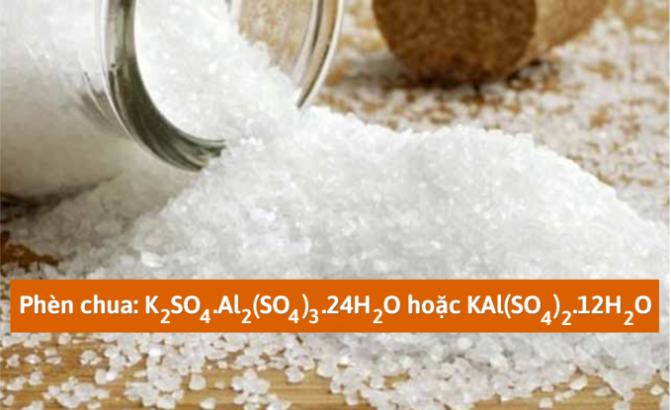 Phèn chua: K₂SO₄.Al₂(SO₄)₃.24H₂O hoặc KAl(SO₄)₂.12H₂O